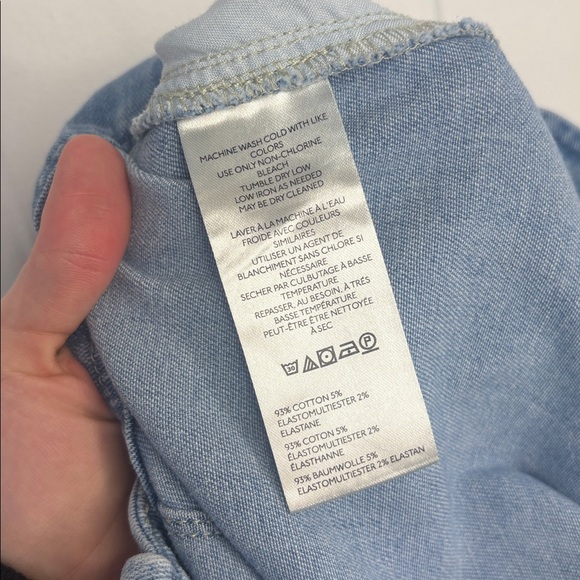 MACHINE WASH COLD WITH LIKE
COLORS
USE ONLY NON-CHLORINE
BLEACH
TUMBLE DRY LOW
LOW IRON AS NEEDED
MAY BE DRY CLEANED
LAVER À LA MACHINE À L'EAU
FROIDE AVEC COULEURS
SIMILAIRES
UTILISER UN AGENT DE
BLANCHIMENT SANS CHLORE SI
NÉCESSAIRE
SECHER PAR CULBUTAGE À BASSE
TEMPERATURE
REPASSER, AU BESOIN, À TRÉS
BASSE TEMPÉRATURE
PEUT-ÊTRE ÊTRE NETTOYÉE
À SEC
30 P
93% COTTON 5%
ELASTOMULTIESTER 2%
ELASTANE
93% COTON 5%
ELASTOMULTIESTER 2%
ÉLASTHANNE
93% BAUMWOLLE 5%
ELASTOMULTIESTER 2% ELASTAN